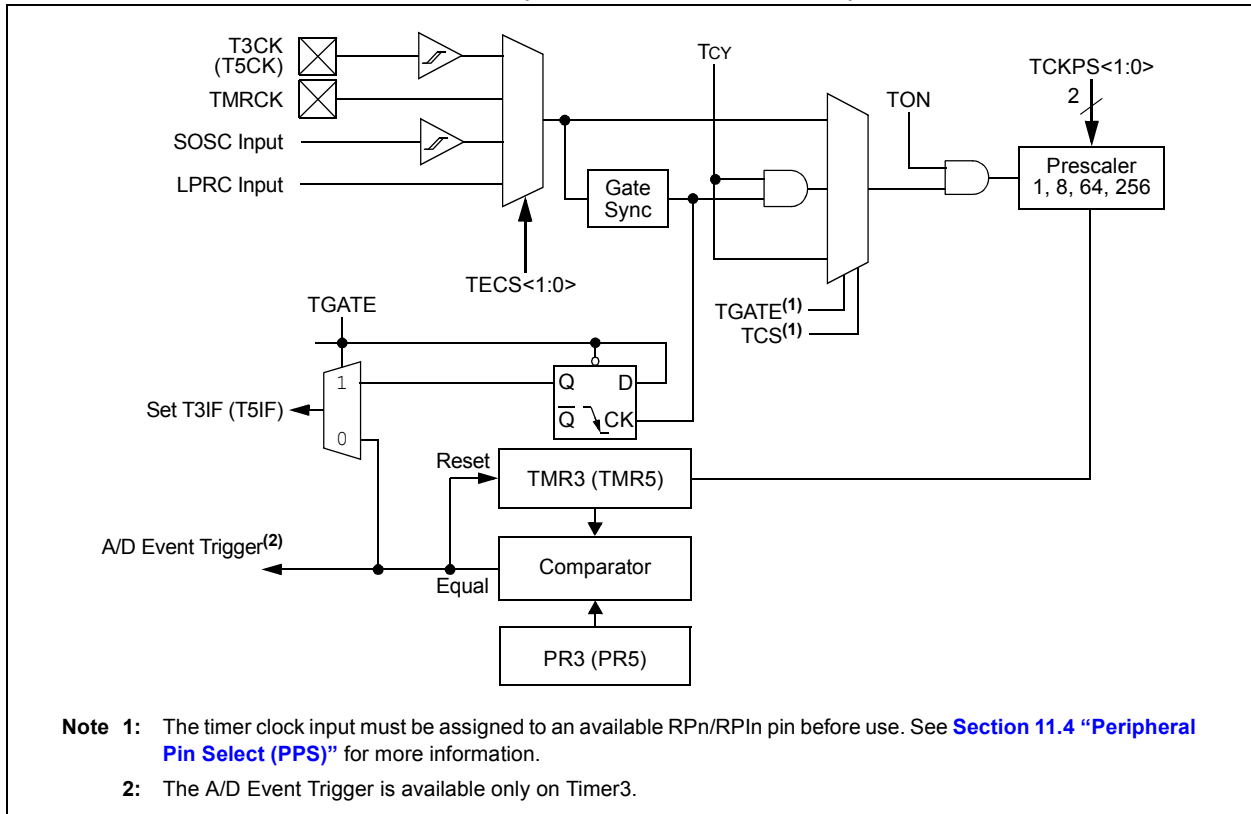 T3CK
(T5CK)
TMRCK
SOSC Input
LPRC Input
TECS<1:0>
Gate
Sync
TCY
TGATE(1)
TCS(1)
TON
TCKPS<1:0>
2
Prescaler
1, 8, 64, 256
TGATE
1
0
Set T3IF (T5IF)
Q D
Q CK
Reset
TMR3 (TMR5)
A/D Event Trigger(2)
Equal
Comparator
PR3 (PR5)
Note 1: The timer clock input must be assigned to an available RPn/RPIn pin before use. See Section 11.4 “Peripheral
Pin Select (PPS)” for more information.
2: The A/D Event Trigger is available only on Timer3.